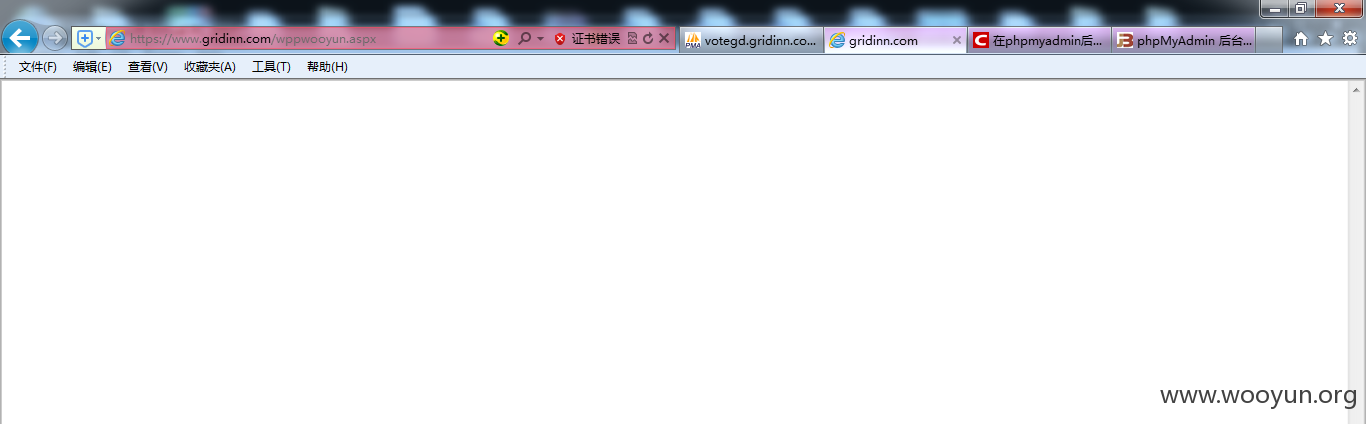 https://www.gridinn.com/wppwooyun.aspx 证书错误 votegd.gridinn.co... gridinn.com 在phpmyadmin后... phpMyAdmin 后台...
文件(F) 编辑(E) 查看(V) 收藏夹(A) 工具(T) 帮助(H)
www.wooyun.org